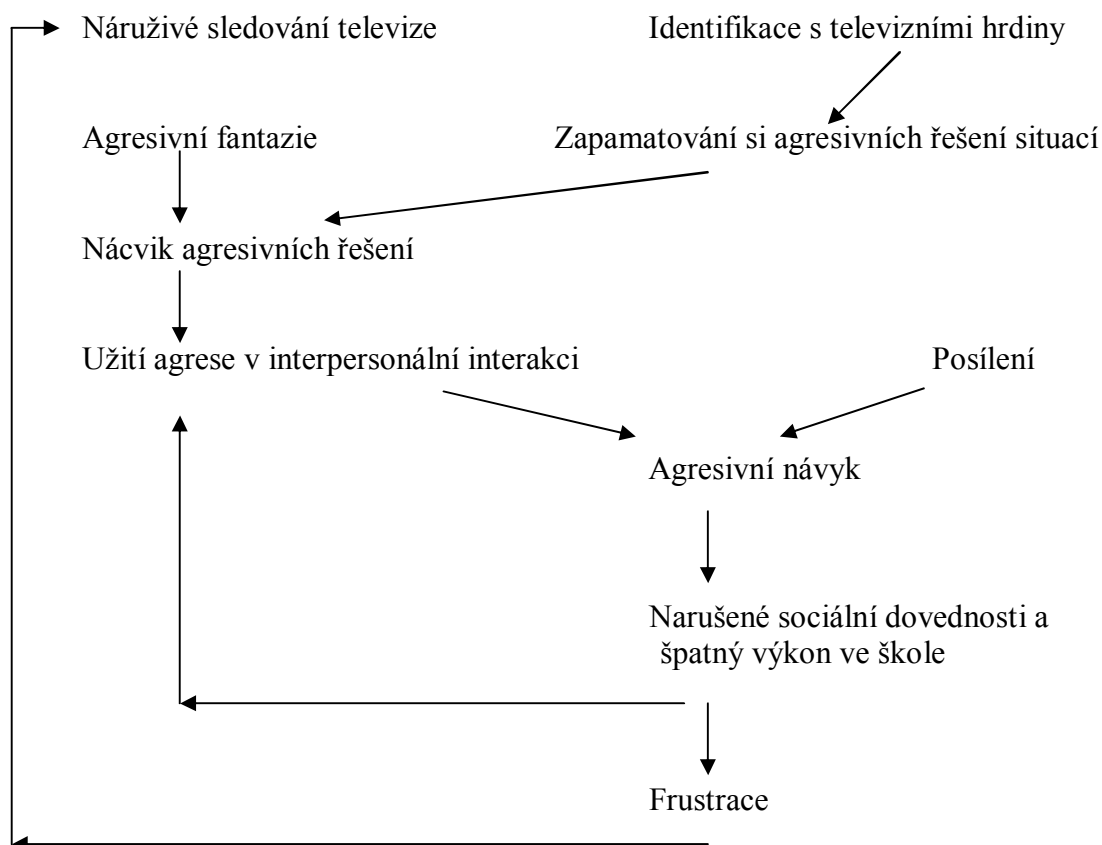 Náruživé sledování televize
Identifikace s televizními hrdiny
Agresivní fantazie
Zapamatování si agresivních řešení situací
Nácvik agresivních řešení
Užití agrese v interpersonální interakci
Posílení
Agresivní návyk
Narušené sociální dovednosti a
špatný výkon ve škole
Frustrace